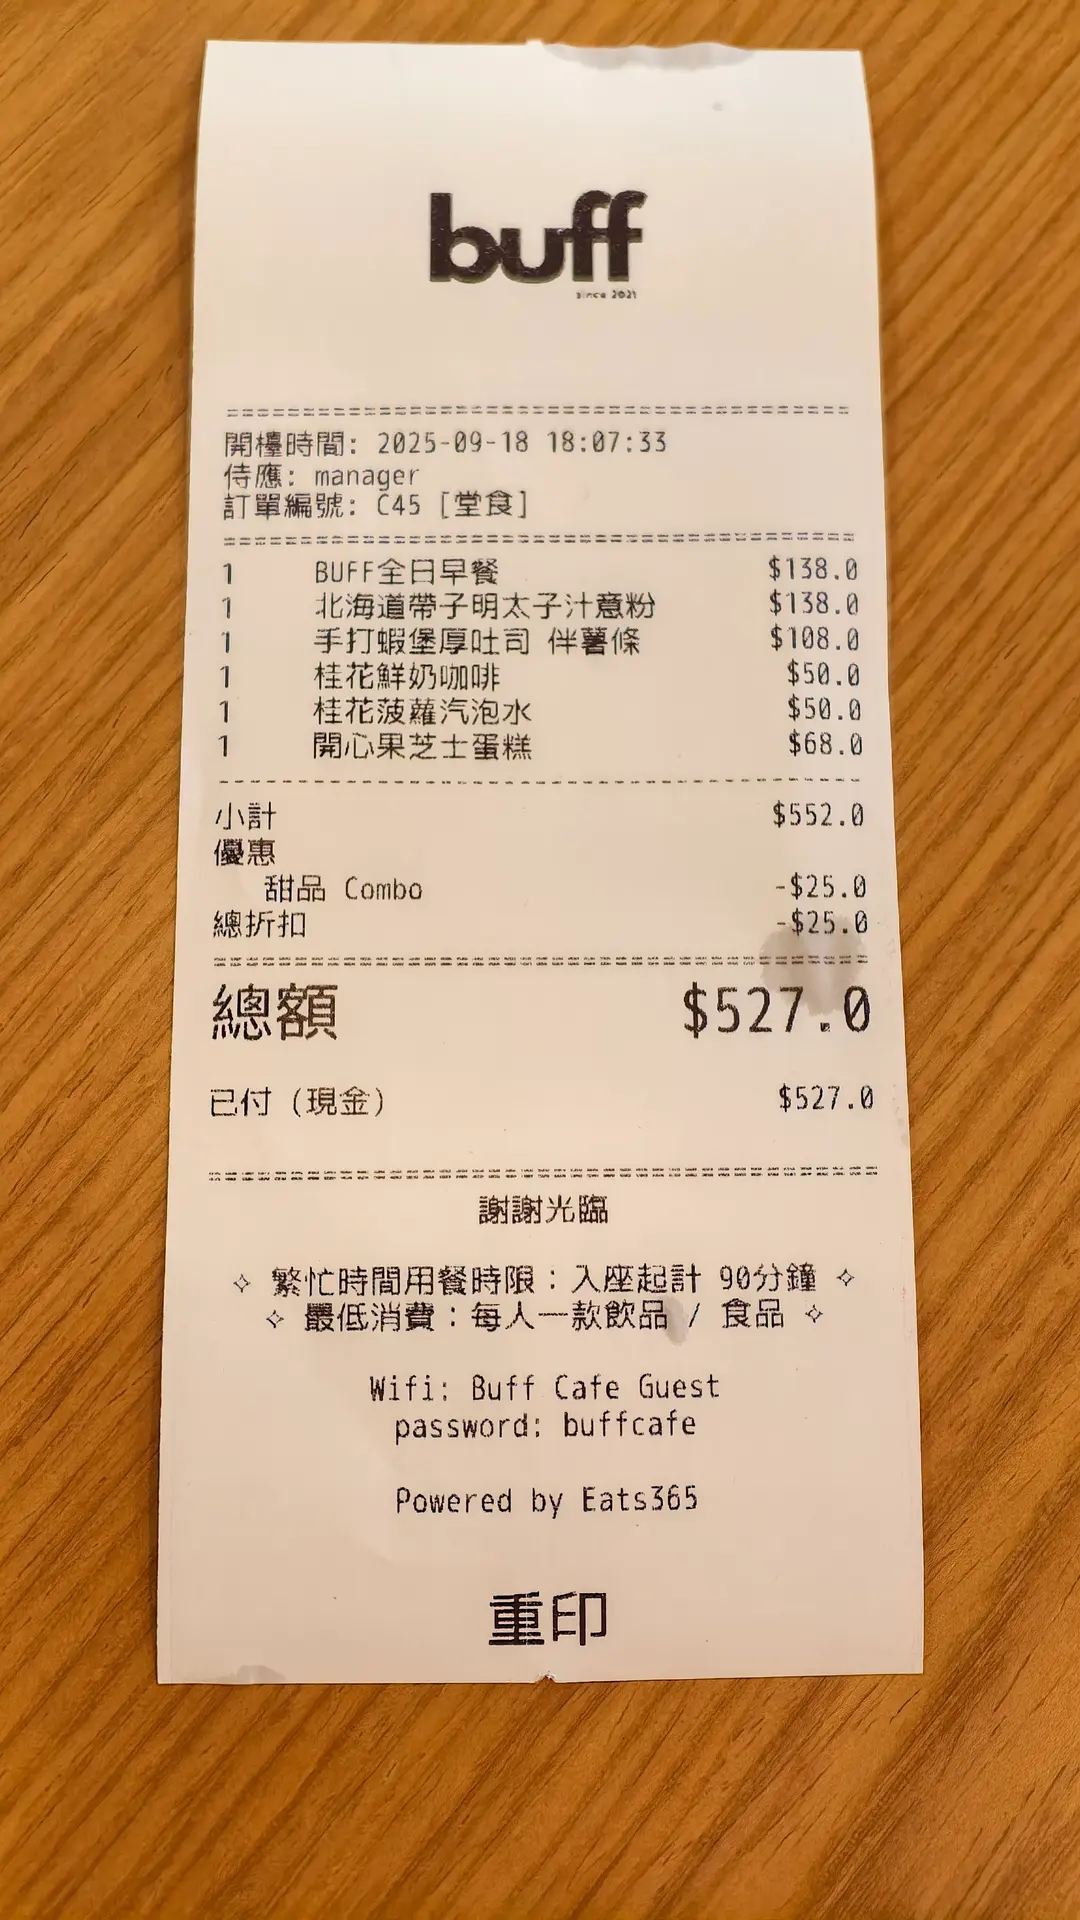 buff
since 2021
開檯時間: 2025-09-18 18:07:33
侍應: manager
訂單編號: C45 [堂食]
1 BUFF全日早餐 $138.0
1 北海道帶子明太子汁意粉 $138.0
1 手打蝦堡厚吐司 伴薯條 $108.0
1 桂花鮮奶咖啡 $50.0
1 桂花菠蘿汽泡水 $50.0
1 開心果芝士蛋糕 $68.0
小計 $552.0
優惠
甜品 Combo -$25.0
總折扣 -$25.0
總額 $527.0
已付 (現金) $527.0
謝謝光臨
✧ 繁忙時間用餐時限：入座起計 90分鐘 ✧
✧ 最低消費：每人一款飲品 / 食品 ✧
Wifi: Buff Cafe Guest
password: buffcafe
Powered by Eats365
重印